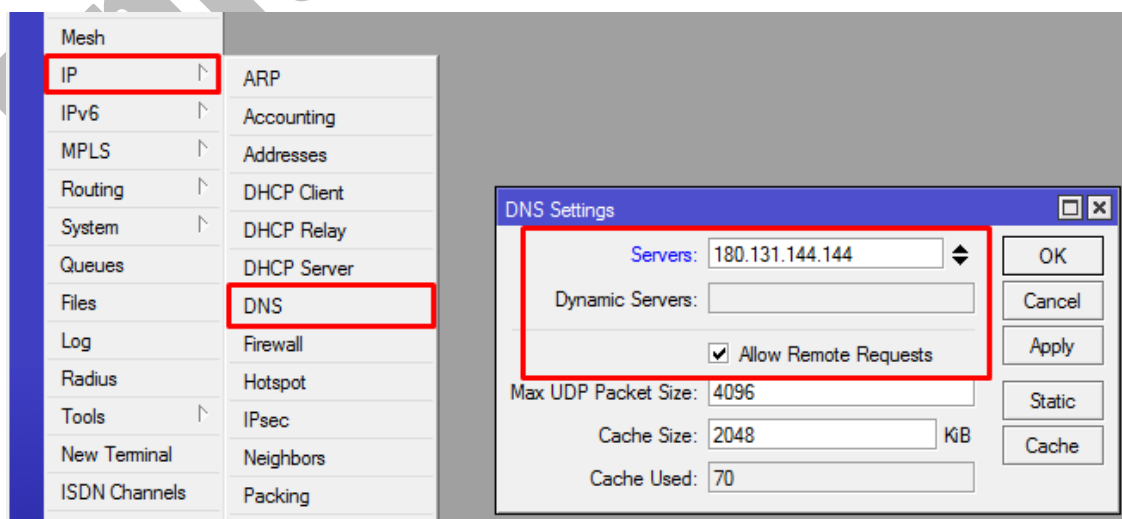 Mesh
IP
IPv6
MPLS
Routing
System
Queues
Files
Log
Radius
Tools
New Terminal
ISDN Channels
ARP
Accounting
Addresses
DHCP Client
DHCP Relay
DHCP Server
DNS
Firewall
Hotspot
IPsec
Neighbors
Packing
DNS Settings
Servers: 180.131.144.144
Dynamic Servers:
Allow Remote Requests
Max UDP Packet Size: 4096
Cache Size: 2048 KiB
Cache Used: 70
OK
Cancel
Apply
Static
Cache